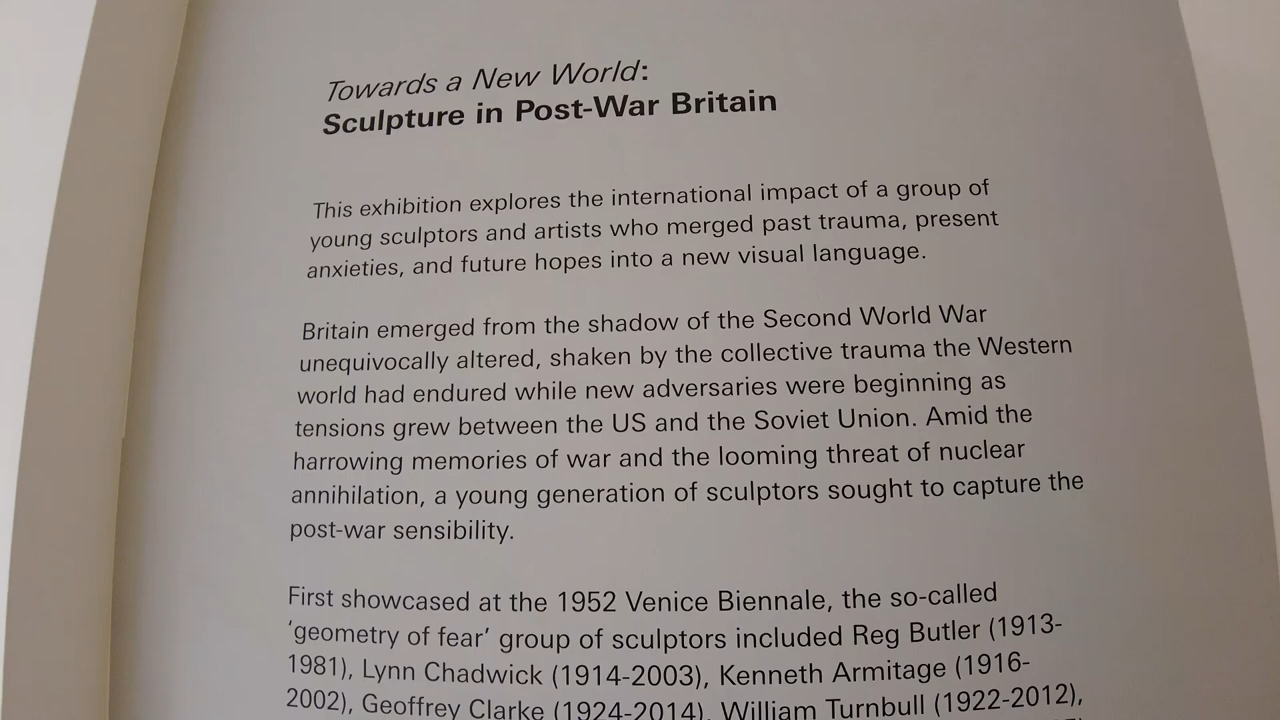 Towards a New World:
Sculpture in Post-War Britain
This exhibition explores the international impact of a group of
young sculptors and artists who merged past trauma, present
anxieties, and future hopes into a new visual language.
Britain emerged from the shadow of the Second World War
unequivocally altered, shaken by the collective trauma the Western
world had endured while new adversaries were beginning as
tensions grew between the US and the Soviet Union. Amid the
harrowing memories of war and the looming threat of nuclear
annihilation, a young generation of sculptors sought to capture the
post-war sensibility.
First showcased at the 1952 Venice Biennale, the so-called
‘geometry of fear’ group of sculptors included Reg Butler (1913-
1981), Lynn Chadwick (1914-2003), Kenneth Armitage (1916-
2002), Geoffrey Clarke (1924-2014), William Turnbull (1922-2012),